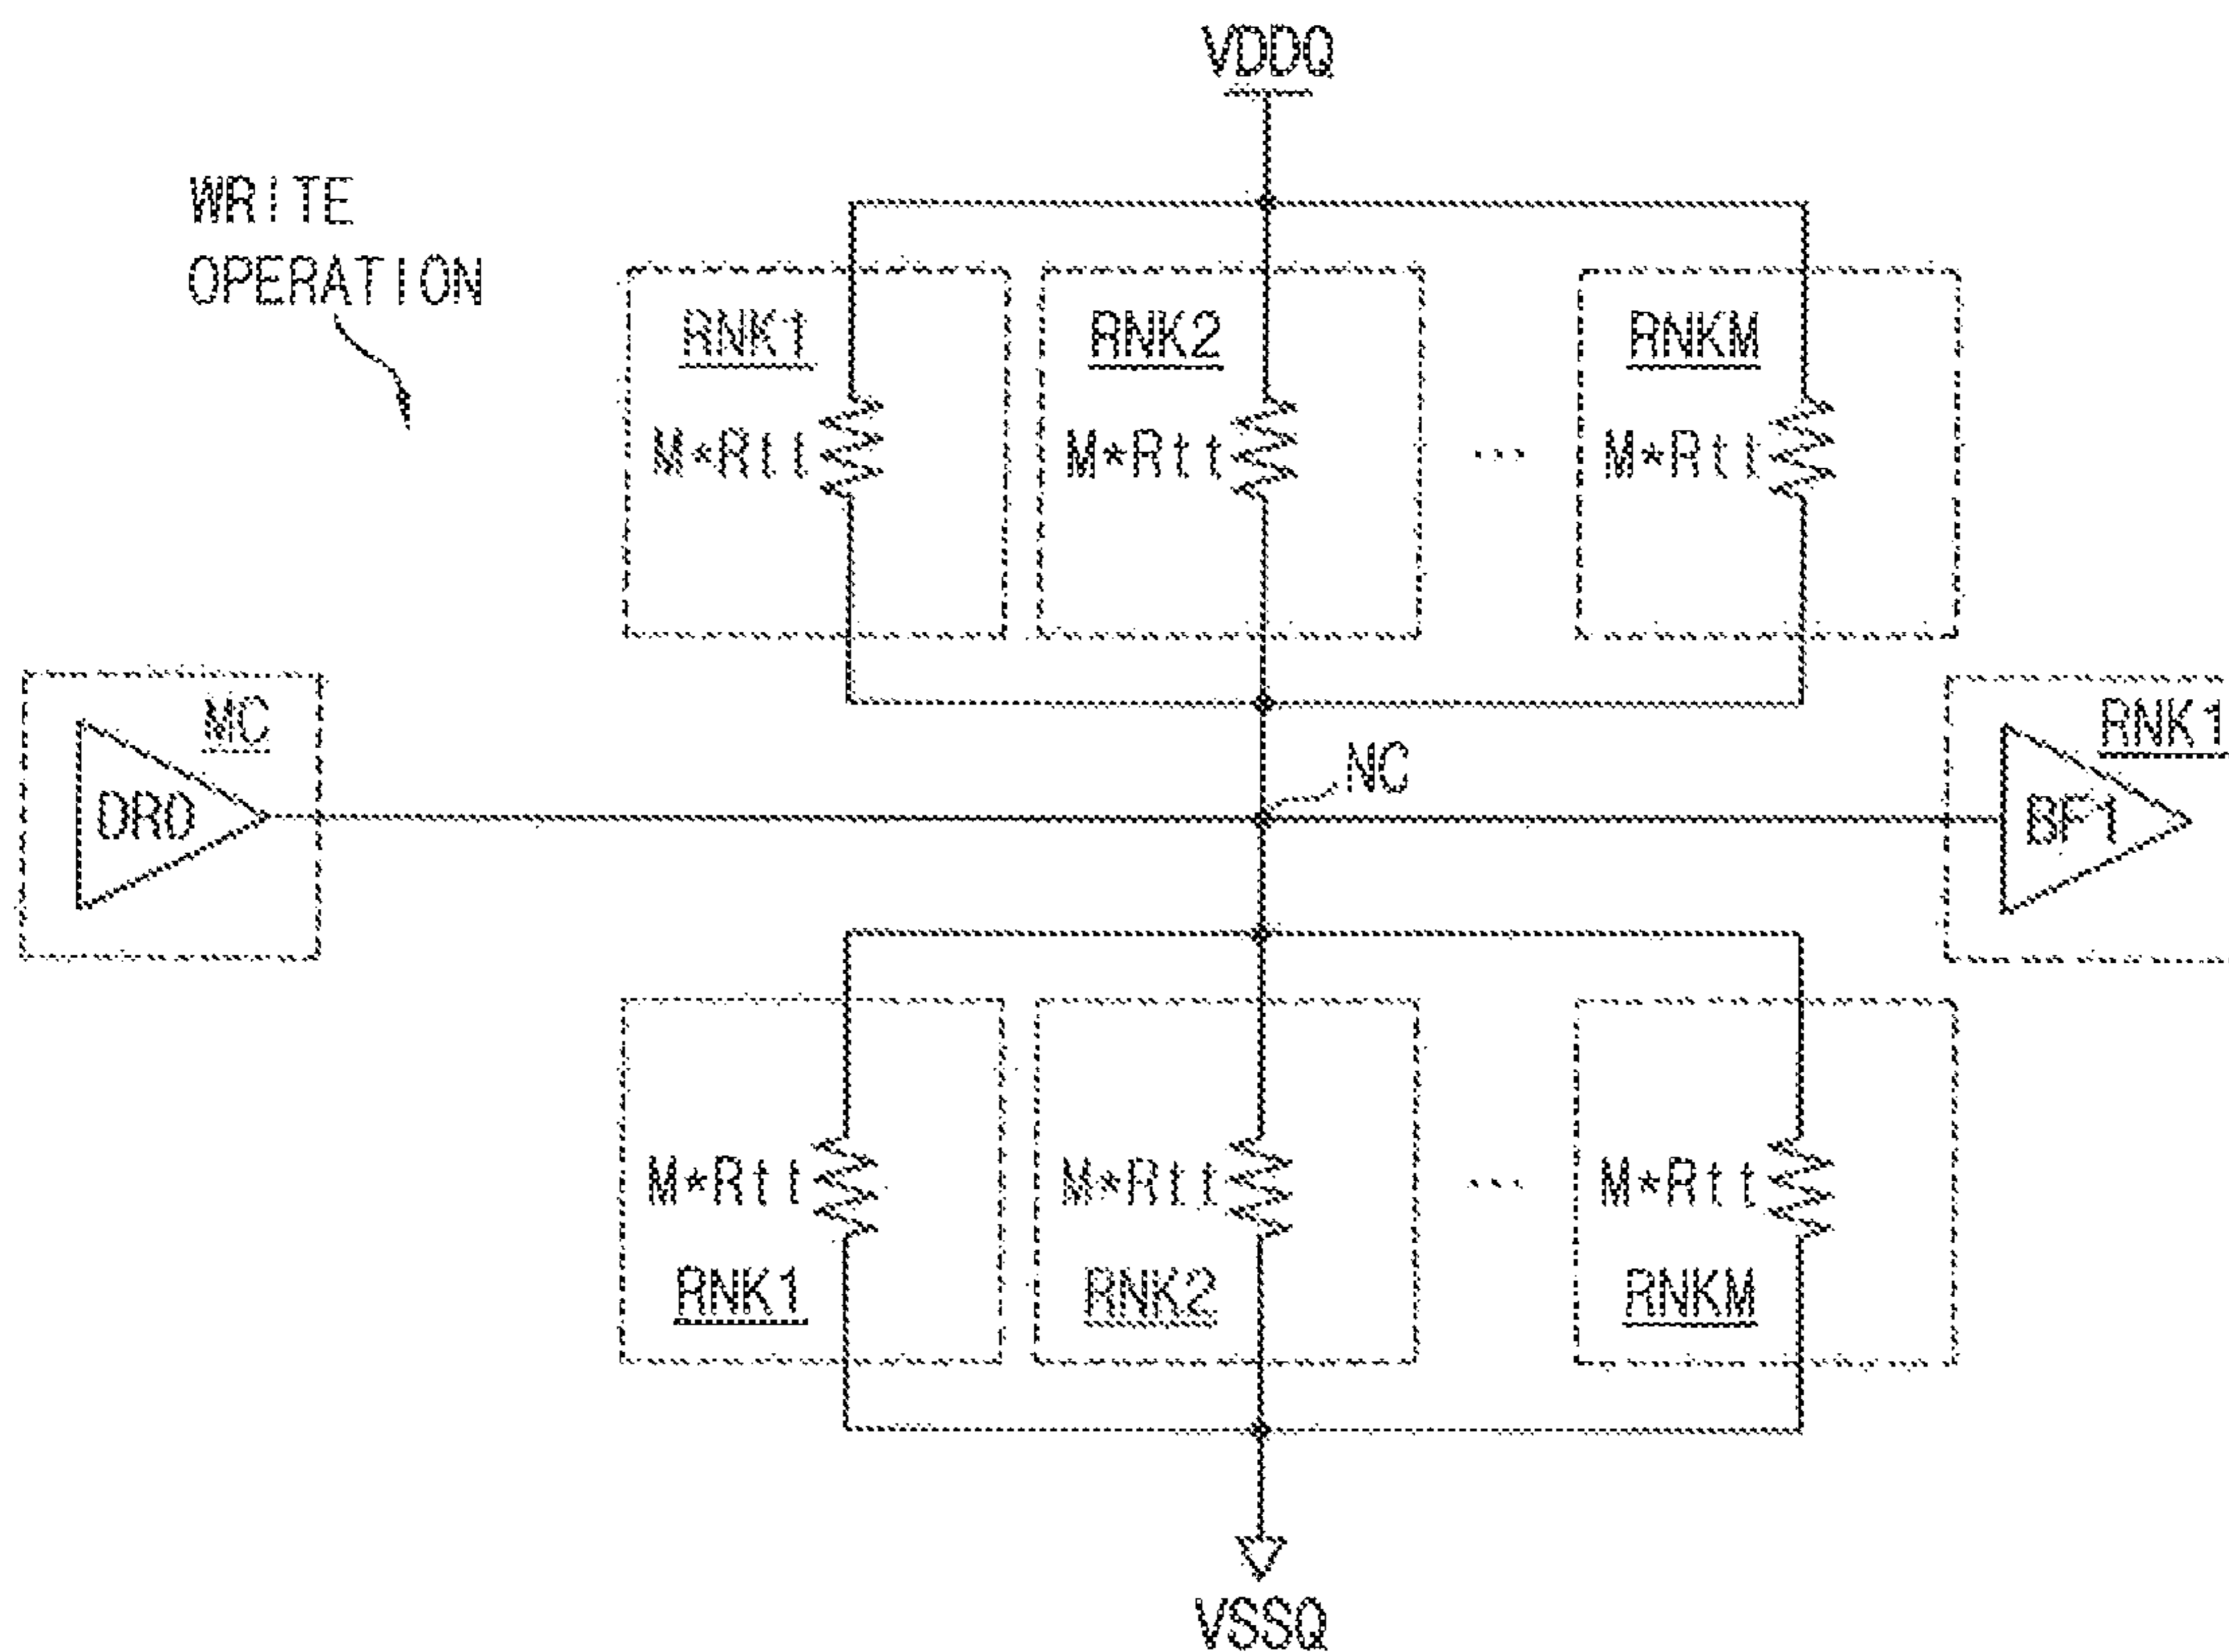 VDDQ
WRITE
OPERATION
RNK1
RNK2
RNKM
M*Rtt
M*Rtt
...
M*Rtt
MC
RNK1
NC
DR0
BF1
M*Rtt
M*Rtt
...
M*Rtt
RNK1
RNK2
RNKM
VSSQ